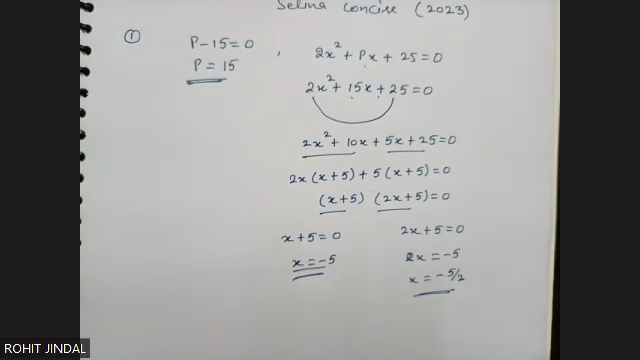 Selina Concise (2023)
①
P-15=0 , 2x² + Px + 25=0
P = 15
2x² + 15x + 25=0
2x² + 10x + 5x + 25=0
2x (x+5) + 5 (x+5)=0
(x+5) (2x+5)=0
x+5=0 2x+5=0
x = -5 2x = -5
x = -5/2
ROHIT JINDAL